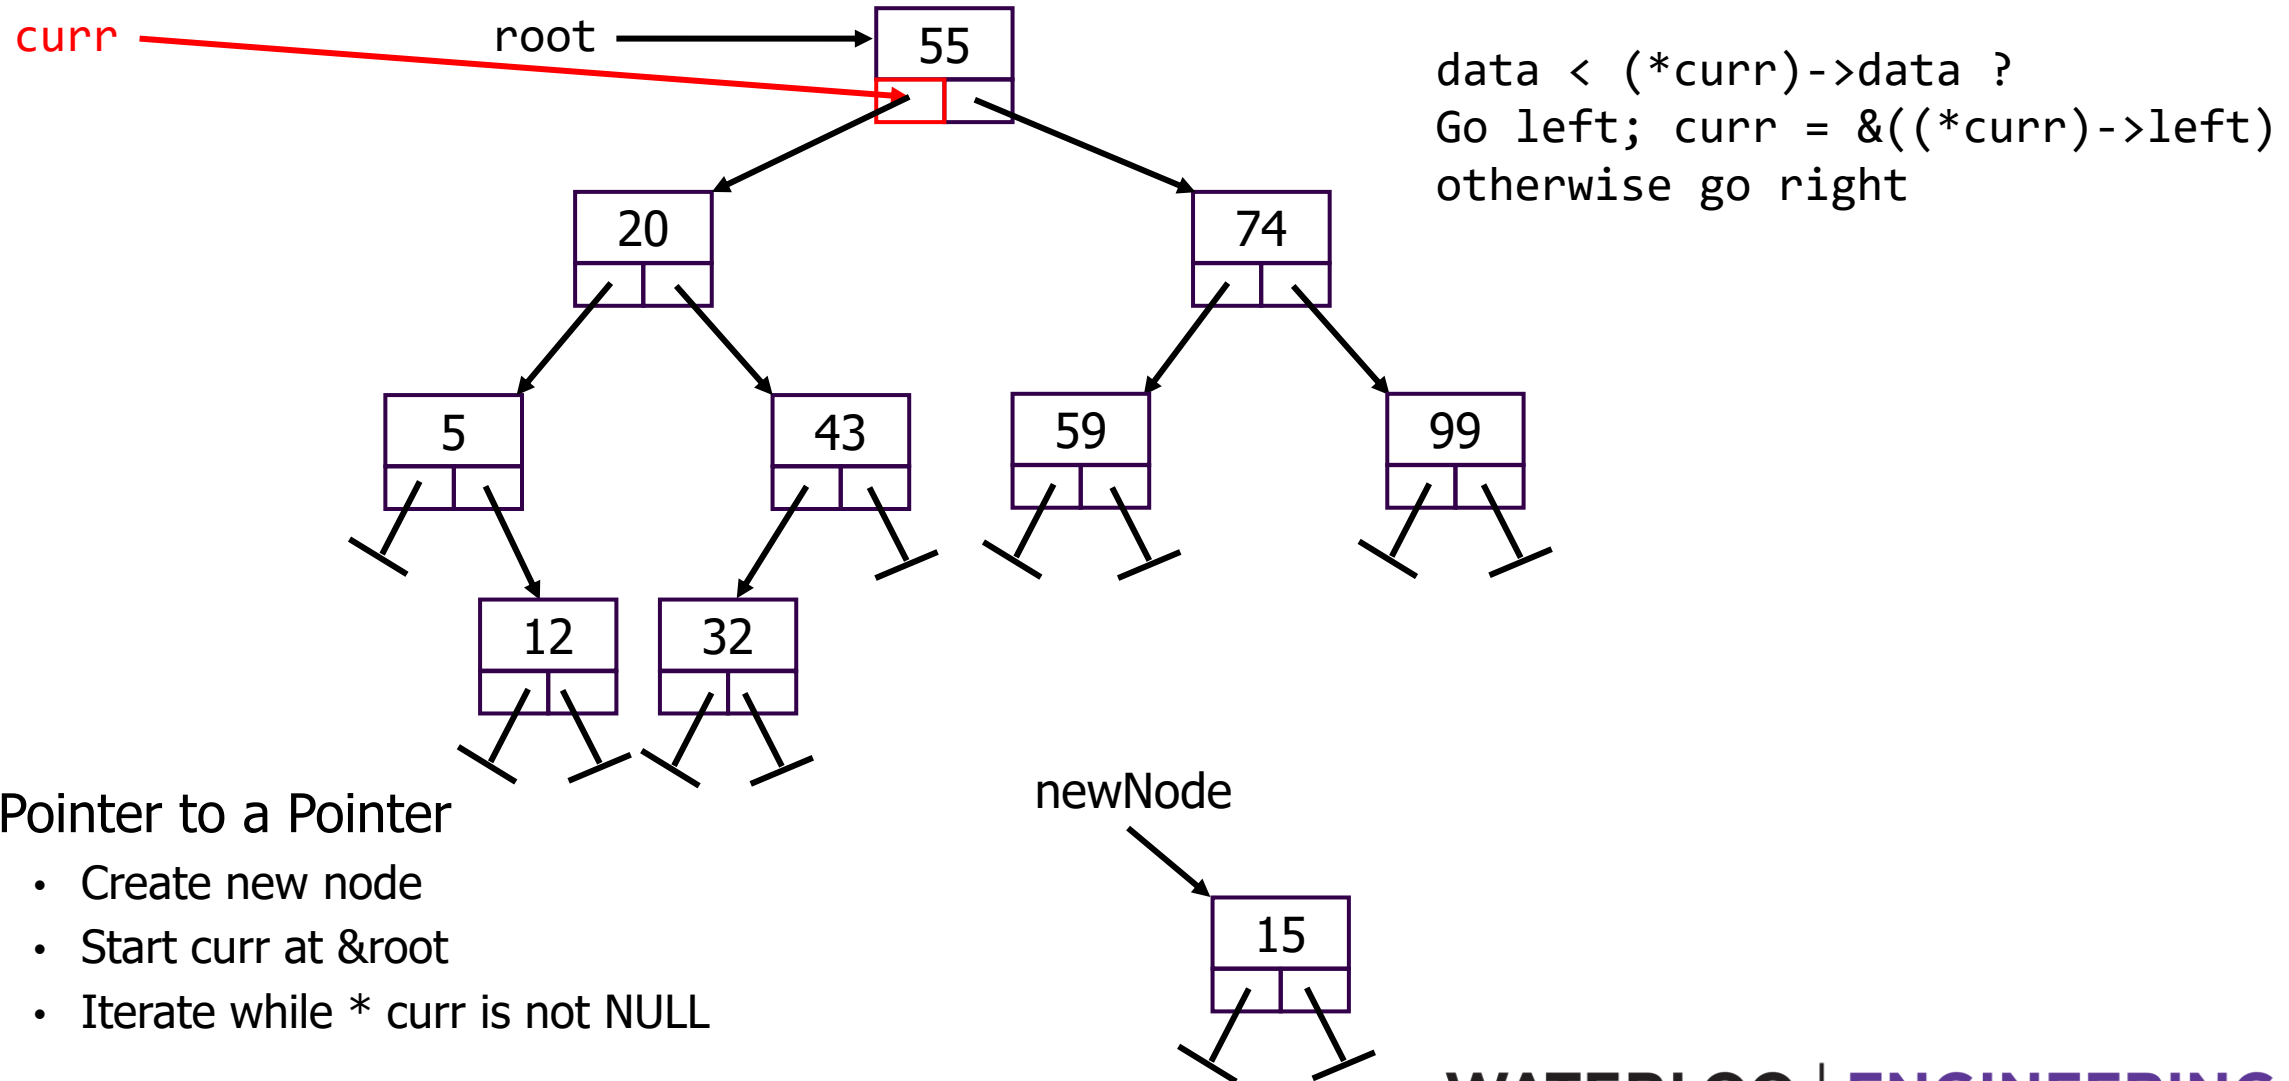 curr
root
55
data < (*curr)->data ?
Go left; curr = &((*curr)->left)
otherwise go right
20
74
5
43
59
99
12
32
Pointer to a Pointer
• Create new node
• Start curr at &root
• Iterate while * curr is not NULL
newNode
15
WATERLOO | ENGINEERING